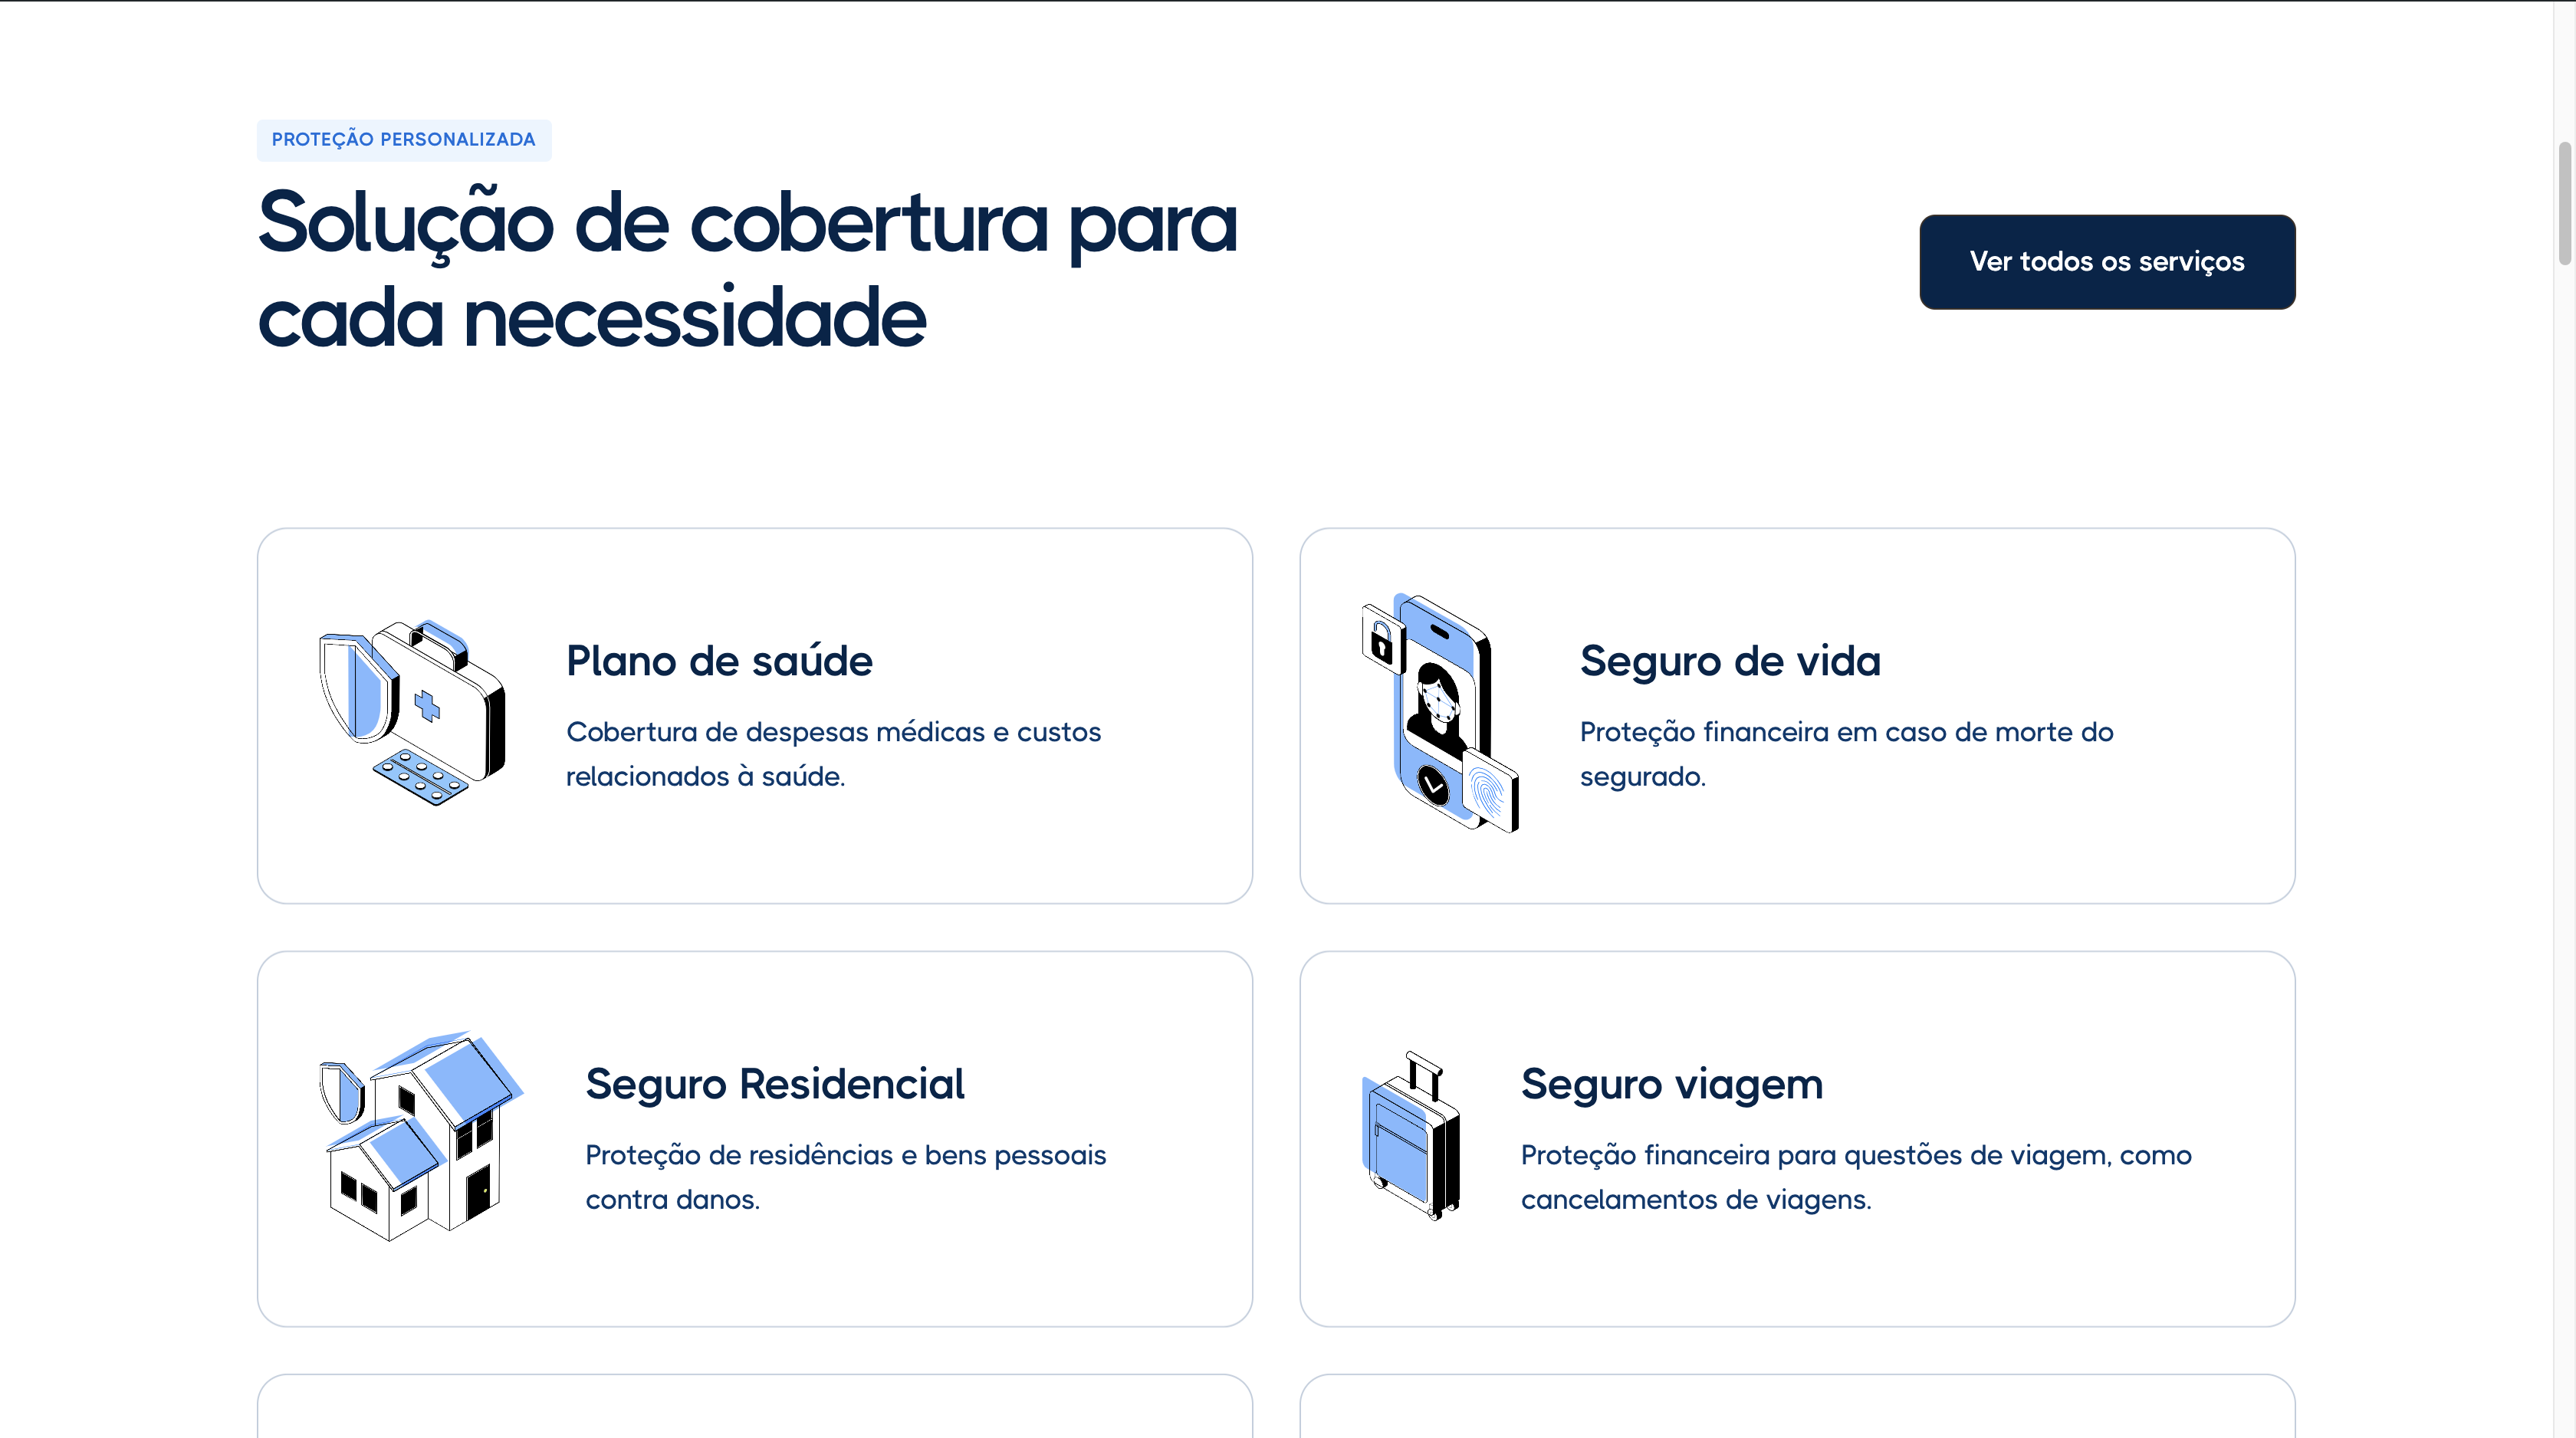 PROTEÇÃO PERSONALIZADA
Solução de cobertura para
cada necessidade
Ver todos os serviços
Plano de saúde
Cobertura de despesas médicas e custos
relacionados à saúde.
Seguro de vida
Proteção financeira em caso de morte do
segurado.
Seguro Residencial
Proteção de residências e bens pessoais
contra danos.
Seguro viagem
Proteção financeira para questões de viagem, como
cancelamentos de viagens.